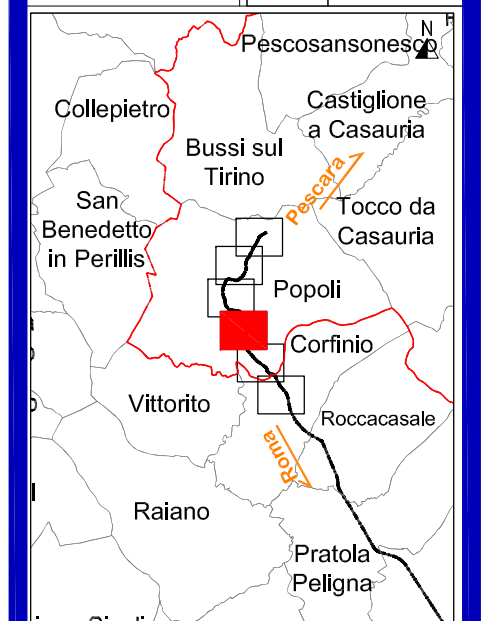 N
Pescosansonesco
Collepietro
Castiglione
a Casauria
Bussi sul
Tirino
Pescara
San
Benedetto
in Perillis
Tocco da
Casauria
Popoli
Corfinio
Vittorito
Roccacasale
Roma
Raiano
Pratola
Peligna